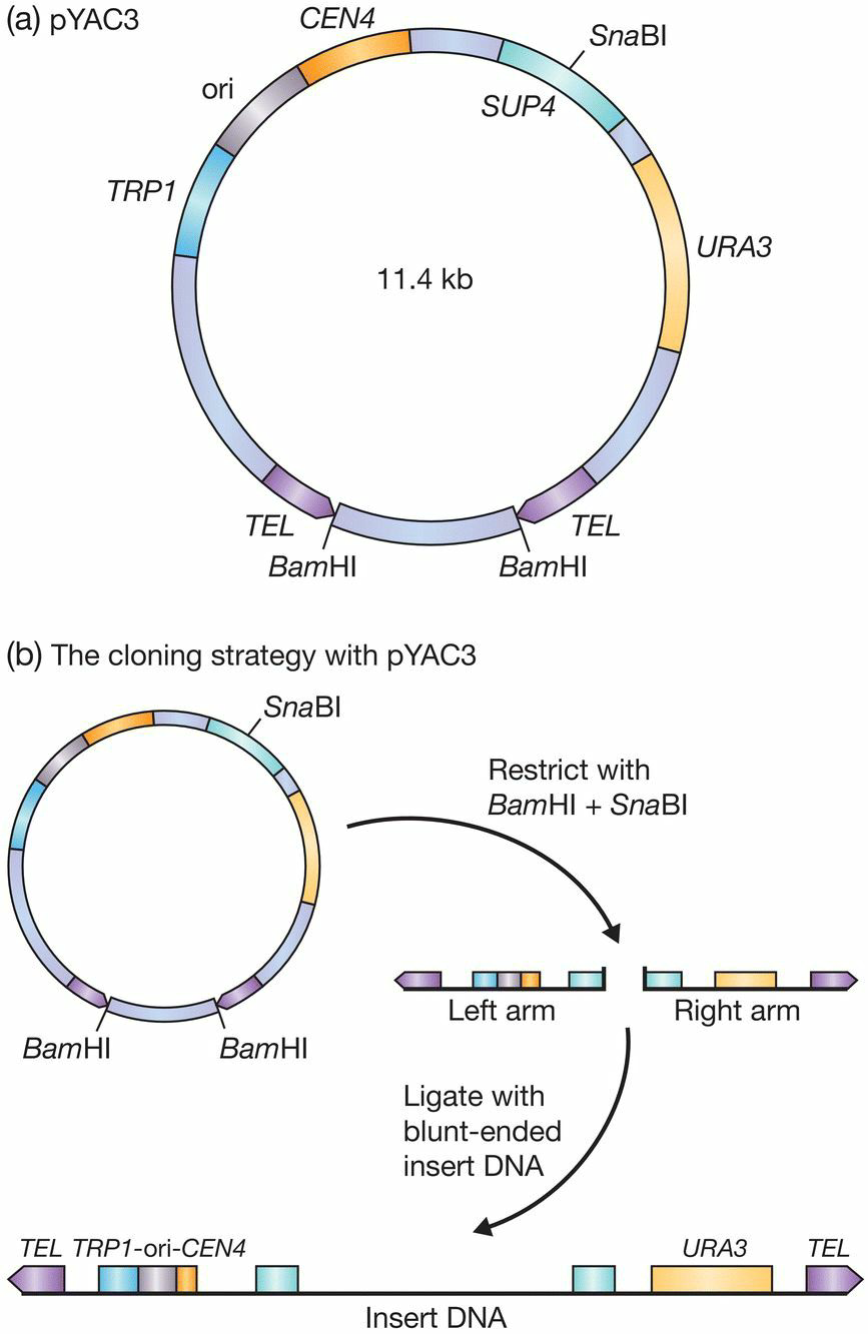 (a) pYAC3
CEN4
SnaBI
ori
SUP4
TRP1
URA3
11.4 kb
TEL
TEL
BamHI
BamHI
(b) The cloning strategy with pYAC3
SnaBI
Restrict with
BamHI + SnaBI
Left arm
Right arm
BamHI
BamHI
Ligate with
blunt-ended
insert DNA
TEL
TRP1-ori-CEN4
URA3
TEL
Insert DNA